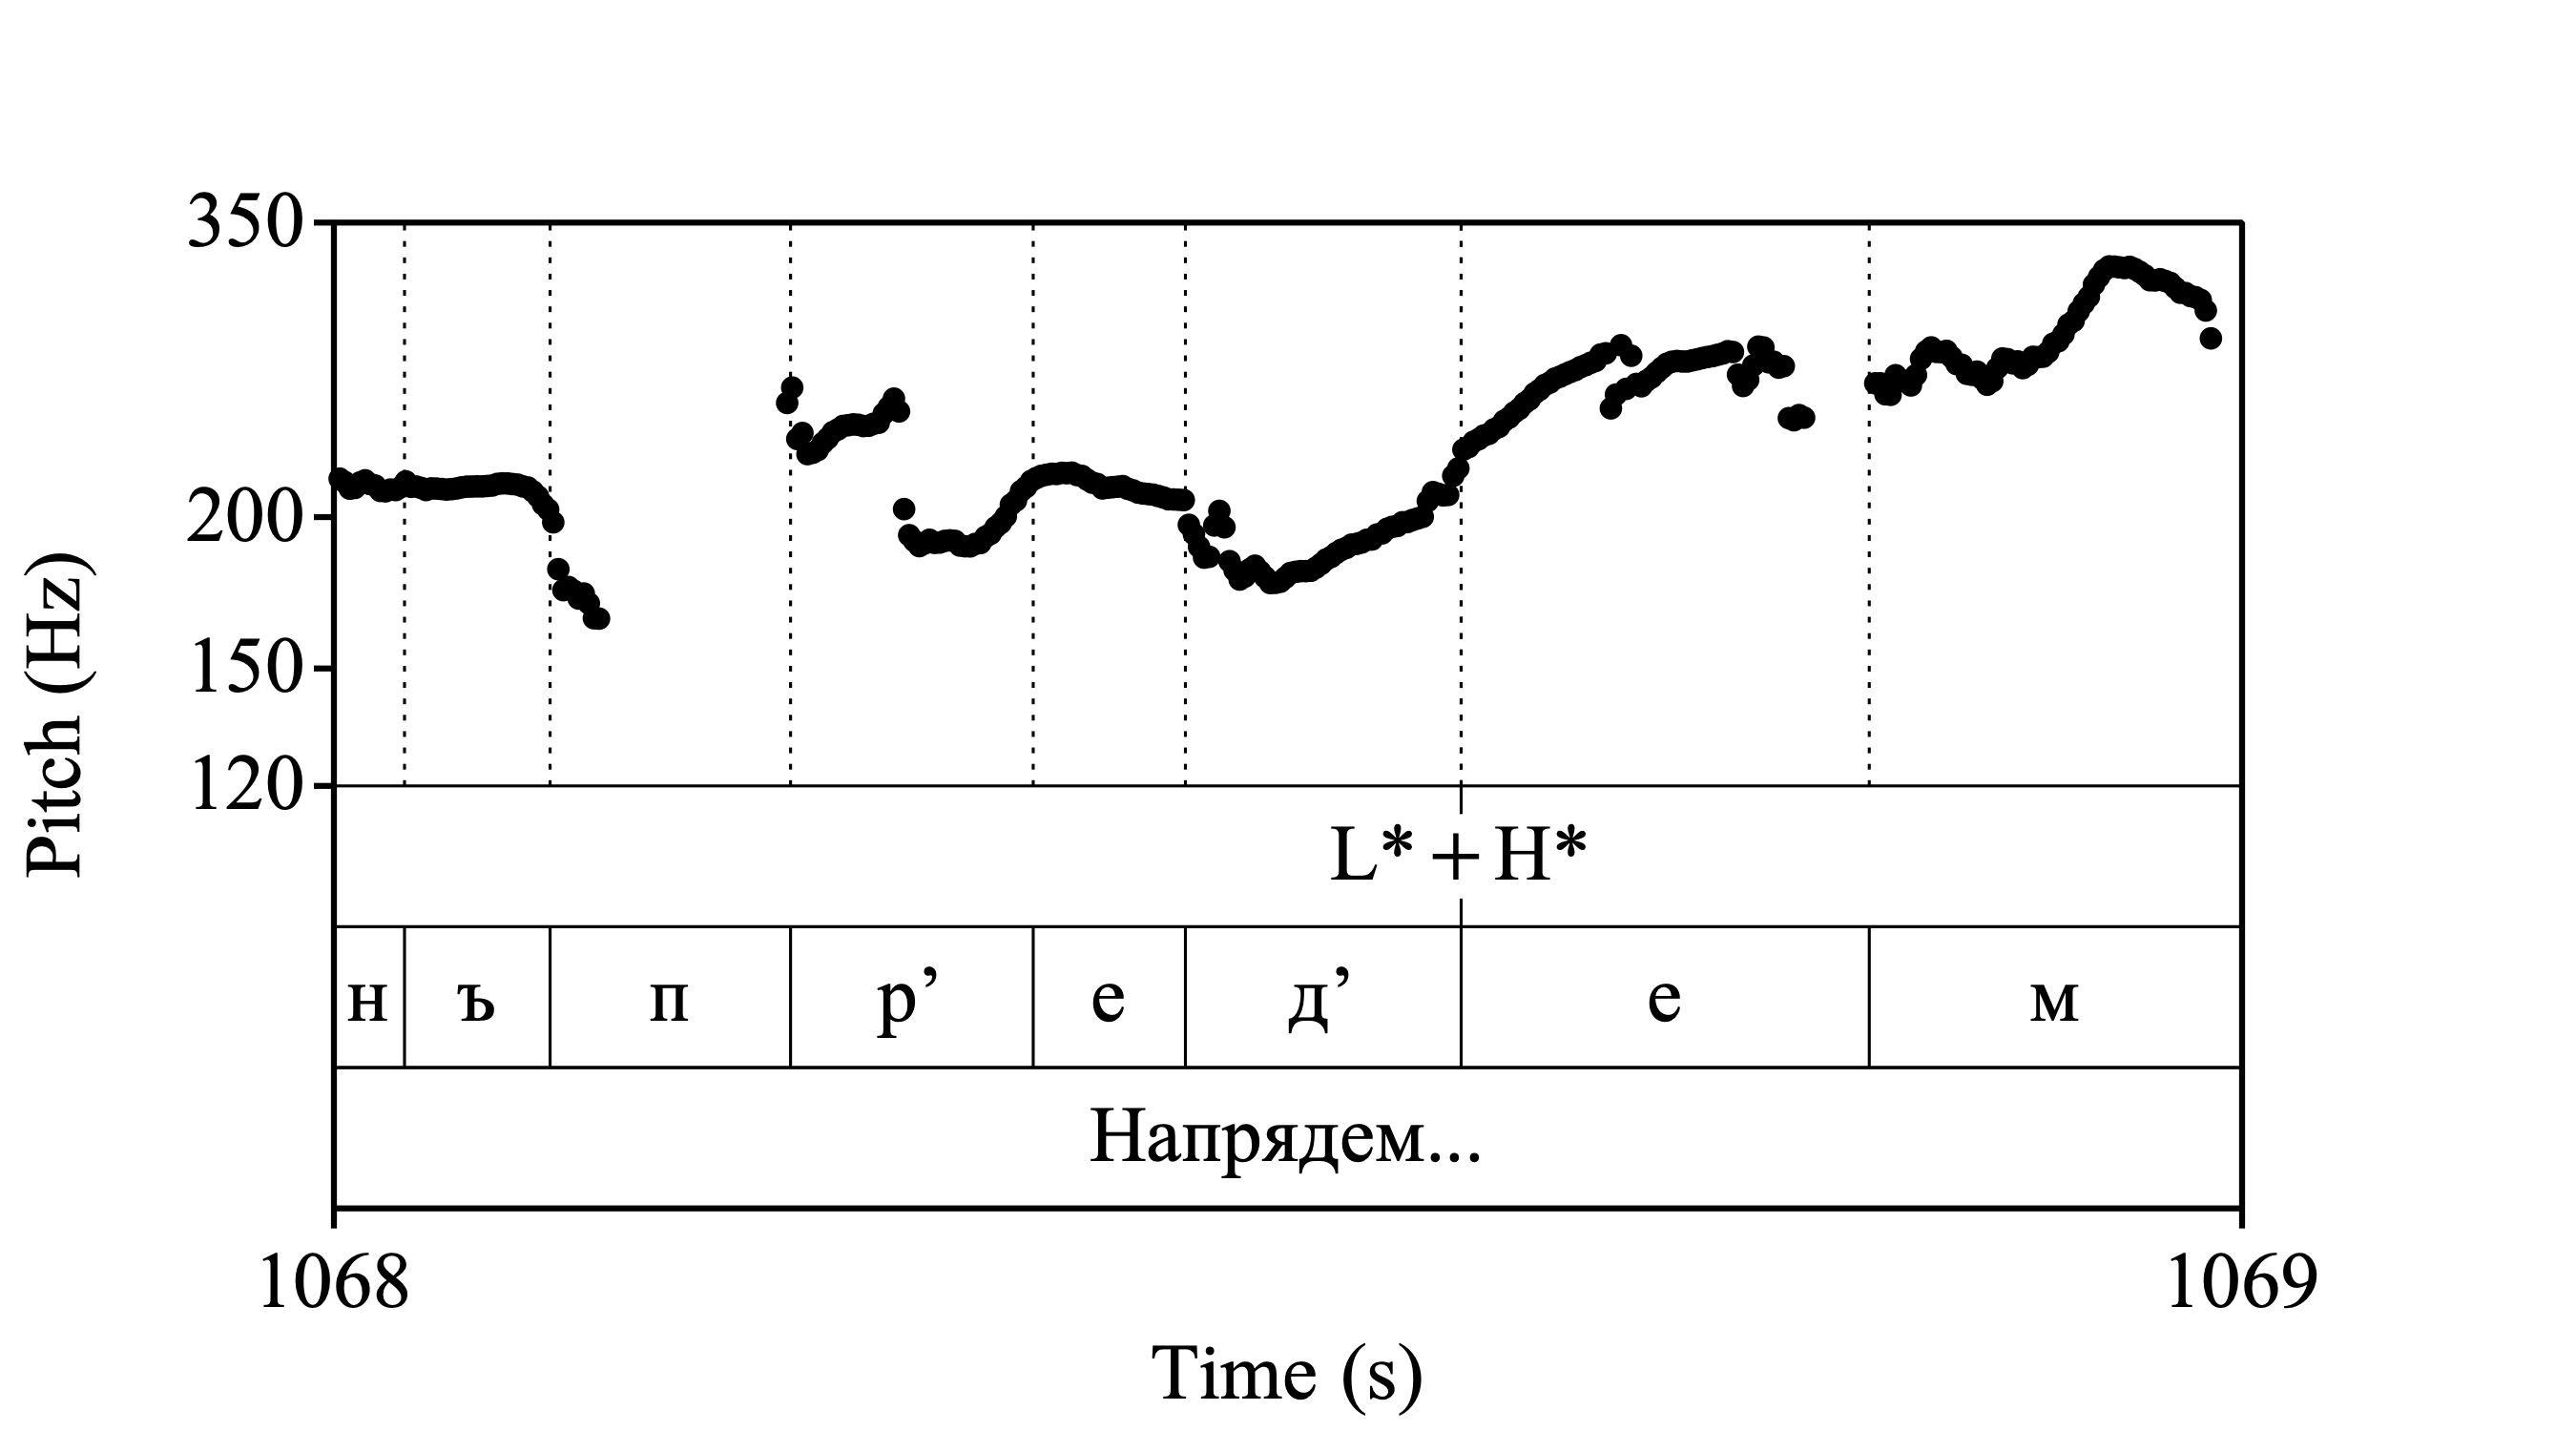 350
200
150
120
Pitch (Hz)
L*+H*
н ъ п р’ е д’ е м
Напрядем...
1068 1069
Time (s)